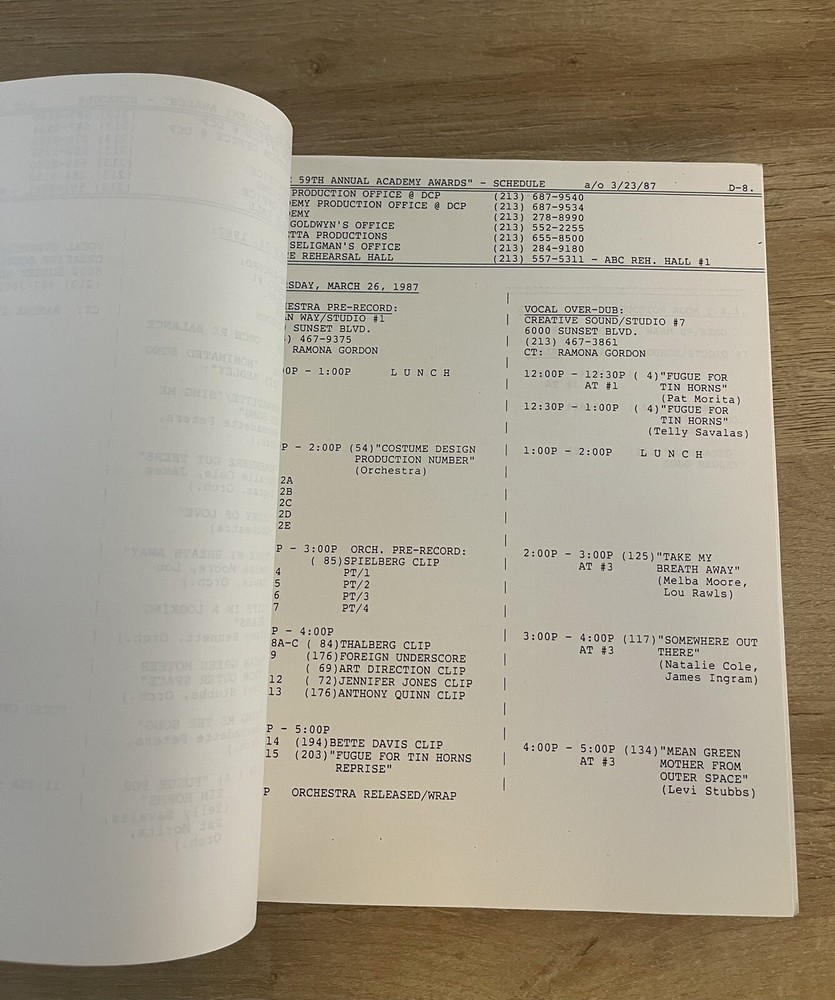 59TH ANNUAL ACADEMY AWARDS" - SCHEDULE a/o 3/23/87 D-8.
PRODUCTION OFFICE @ DCP (213) 687-9540
DEMY PRODUCTION OFFICE @ DCP (213) 687-9534
DEMY (213) 278-8990
GOLDWYN'S OFFICE (213) 552-2255
TTA PRODUCTIONS (213) 655-8500
SELIGMAN'S OFFICE (213) 284-9180
E REHEARSAL HALL (213) 557-5311 - ABC REH. HALL #1
RSDAY, MARCH 26, 1987
ESTRA PRE-RECORD:
AN WAY/STUDIO #1
SUNSET BLVD.
) 467-9375
RAMONA GORDON
0P - 1:00P L U N C H
P - 2:00P (54)"COSTUME DESIGN
PRODUCTION NUMBER"
(Orchestra)
2A
2B
2C
2D
2E
P - 3:00P ORCH. PRE-RECORD:
( 85)SPIELBERG CLIP
4 PT/1
5 PT/2
6 PT/3
7 PT/4
P - 4:00P
8A-C ( 84)THALBERG CLIP
9 (176)FOREIGN UNDERSCORE
( 69)ART DIRECTION CLIP
12 ( 72)JENNIFER JONES CLIP
13 (176)ANTHONY QUINN CLIP
P - 5:00P
14 (194)BETTE DAVIS CLIP
15 (203)"FUGUE FOR TIN HORNS
REPRISE"
P ORCHESTRA RELEASED/WRAP
VOCAL OVER-DUB:
CREATIVE SOUND/STUDIO #7
6000 SUNSET BLVD.
(213) 467-3861
CT: RAMONA GORDON
12:00P - 12:30P ( 4)"FUGUE FOR
AT #1 TIN HORNS"
(Pat Morita)
12:30P - 1:00P ( 4)"FUGUE FOR
TIN HORNS"
(Telly Savalas)
1:00P - 2:00P L U N C H
2:00P - 3:00P (125)"TAKE MY
AT #3 BREATH AWAY"
(Melba Moore,
Lou Rawls)
3:00P - 4:00P (117)"SOMEWHERE OUT
AT #3 THERE"
(Natalie Cole,
James Ingram)
4:00P - 5:00P (134)"MEAN GREEN
AT #3 MOTHER FROM
OUTER SPACE"
(Levi Stubbs)